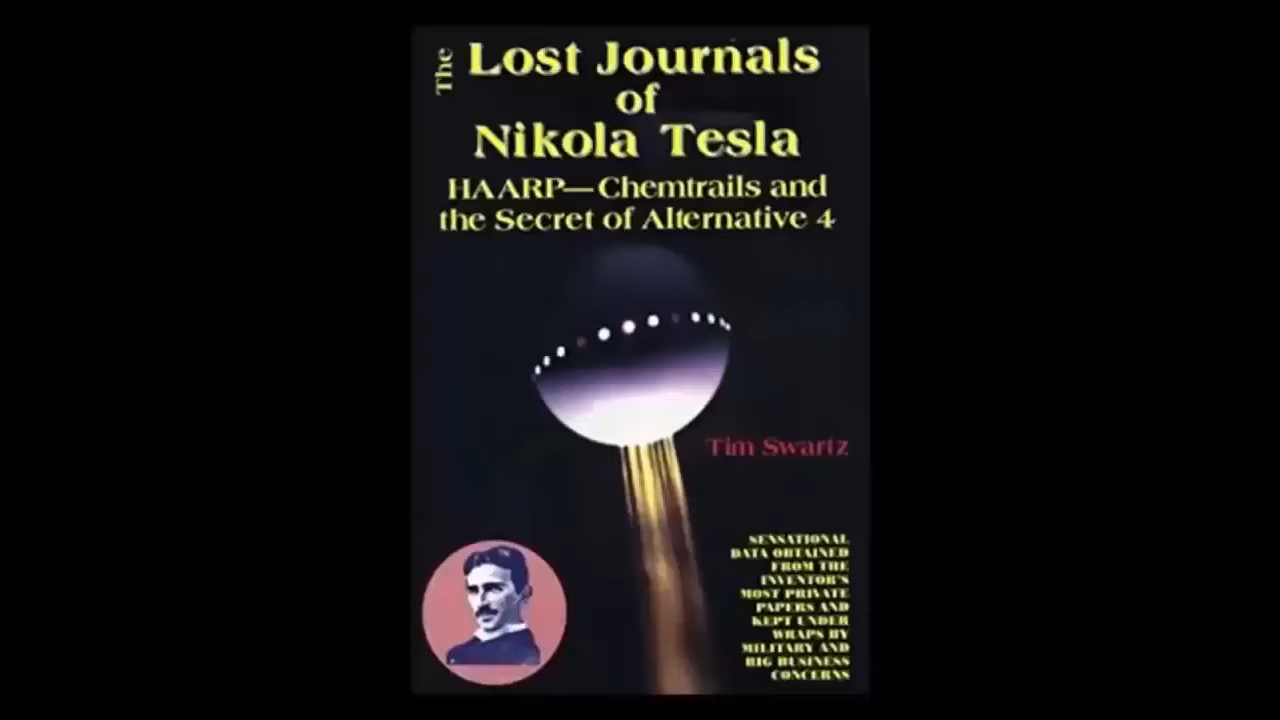 The Lost Journals
of
Nikola Tesla
HAARP—Chemtrails and
the Secret of Alternative 4
Tim Swartz
SENSATIONAL
DATA OBTAINED
FROM THE
INVENTOR'S
MOST PRIVATE
PAPERS AND
KEPT UNDER
WRAPS BY
MILITARY AND
BIG BUSINESS
CONCERNS